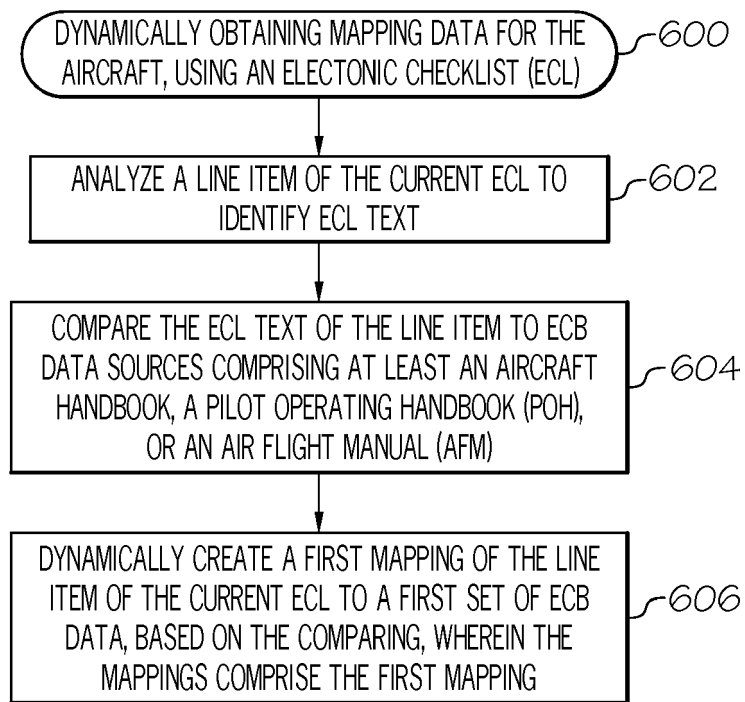 DYNAMICALLY OBTAINING MAPPING DATA FOR THE
AIRCRAFT, USING AN ELECTONIC CHECKLIST (ECL)
600
ANALYZE A LINE ITEM OF THE CURRENT ECL TO
IDENTIFY ECL TEXT
602
COMPARE THE ECL TEXT OF THE LINE ITEM TO ECB
DATA SOURCES COMPRISING AT LEAST AN AIRCRAFT
HANDBOOK, A PILOT OPERATING HANDBOOK (POH),
OR AN AIR FLIGHT MANUAL (AFM)
604
DYNAMICALLY CREATE A FIRST MAPPING OF THE LINE
ITEM OF THE CURRENT ECL TO A FIRST SET OF ECB
DATA, BASED ON THE COMPARING, WHEREIN THE
MAPPINGS COMPRISE THE FIRST MAPPING
606